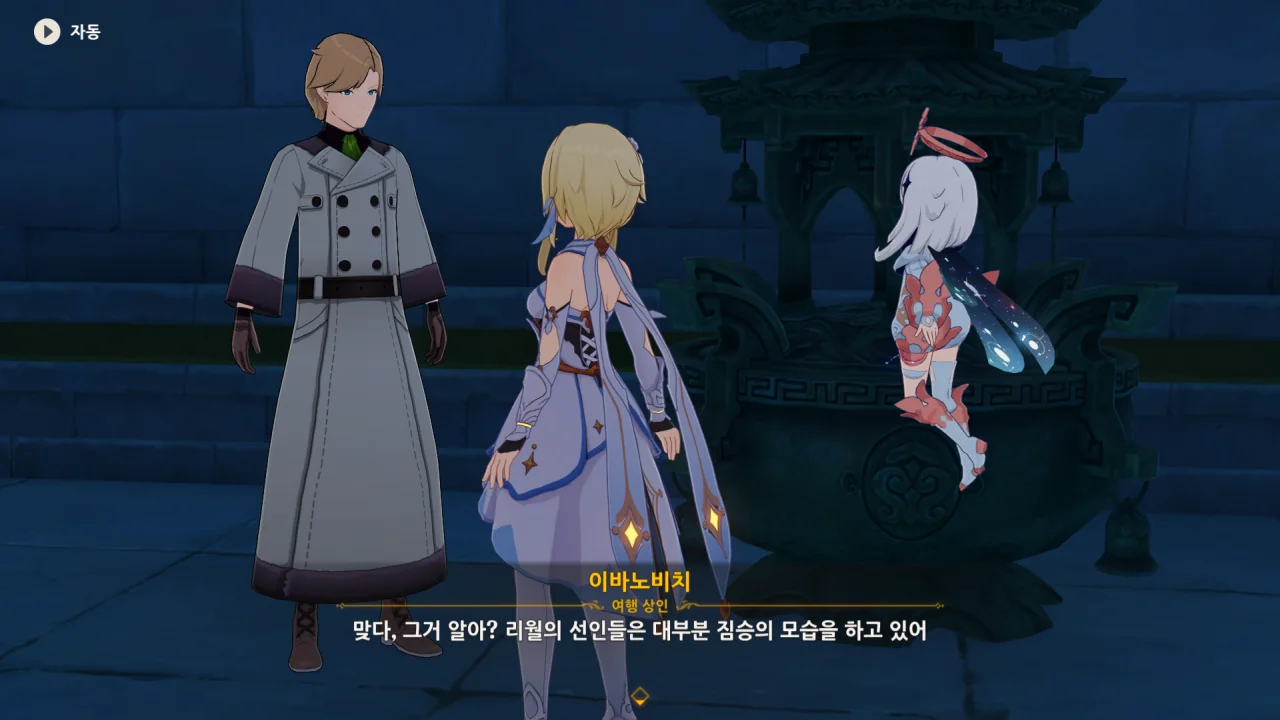 자동
이바노비치
여행 상인
맞다, 그거 알아? 리월의 선인들은 대부분 짐승의 모습을 하고 있어